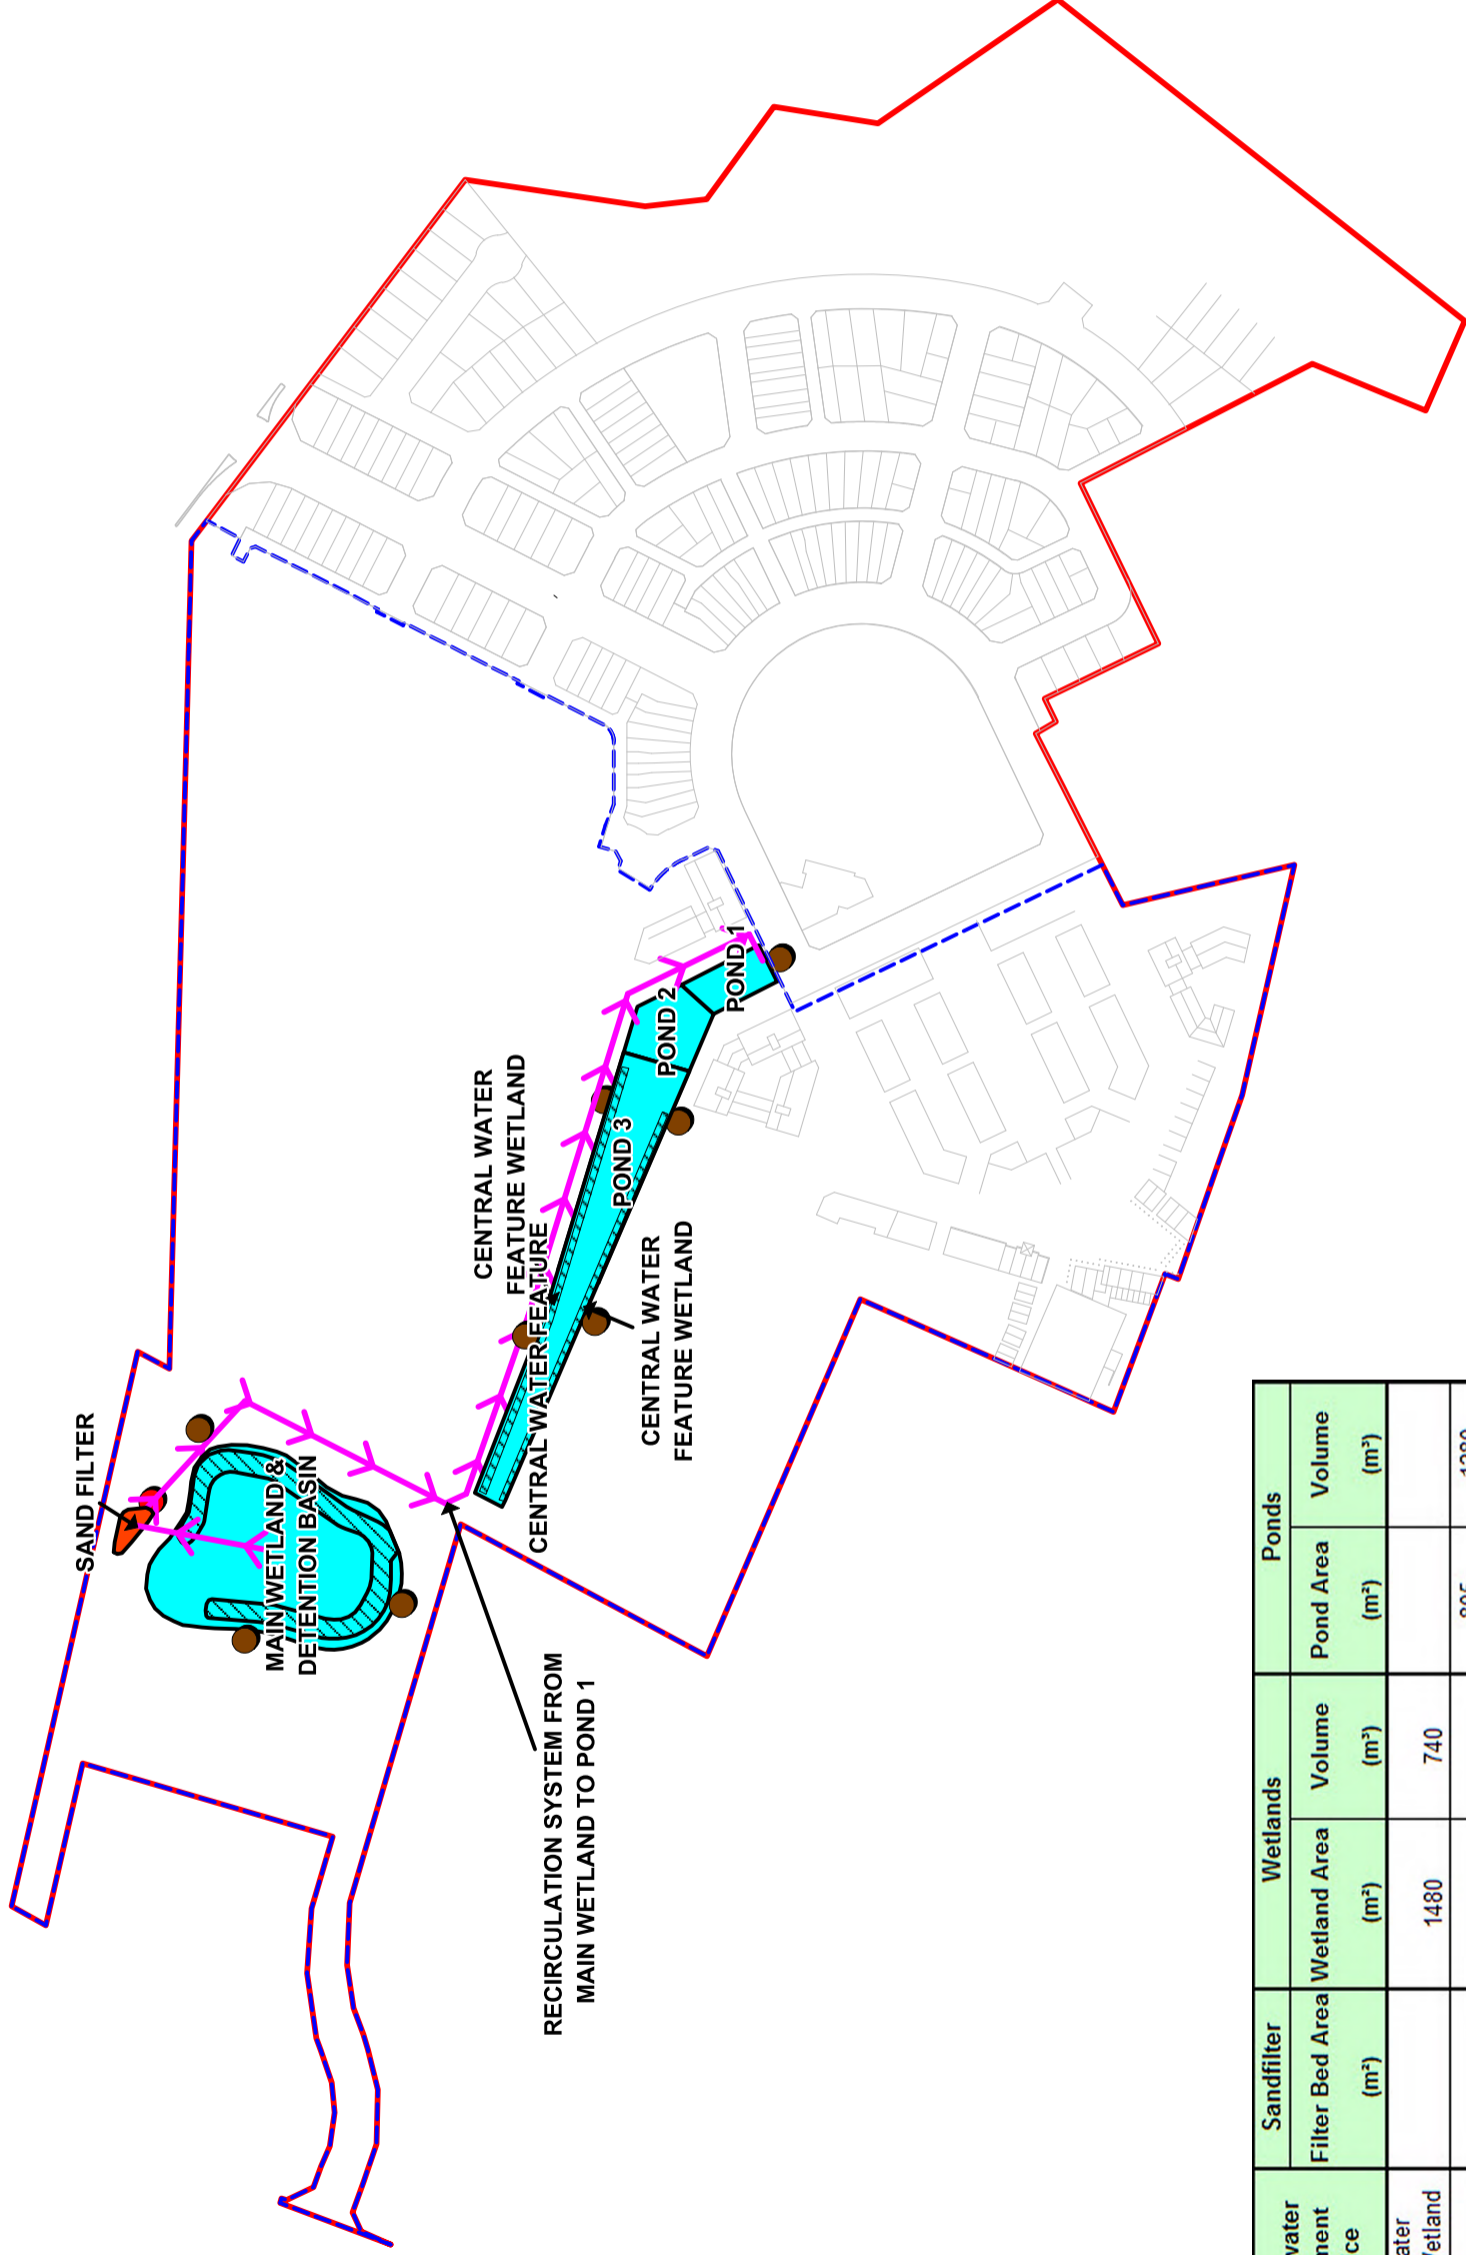 SAND FILTER
MAIN WETLAND &
DETENTION BASIN
CENTRAL WATER
FEATURE WETLAND
CENTRAL WATER FEATURE
POND 3
POND 2
POND 1
CENTRAL WATER
FEATURE WETLAND
RECIRCULATION SYSTEM FROM
MAIN WETLAND TO POND 1
Sandfilter Wetlands Ponds
Filter Bed Area Wetland Area Volume Pond Area Volume
(m²) (m²) (m³) (m²) (m³)
1480 740